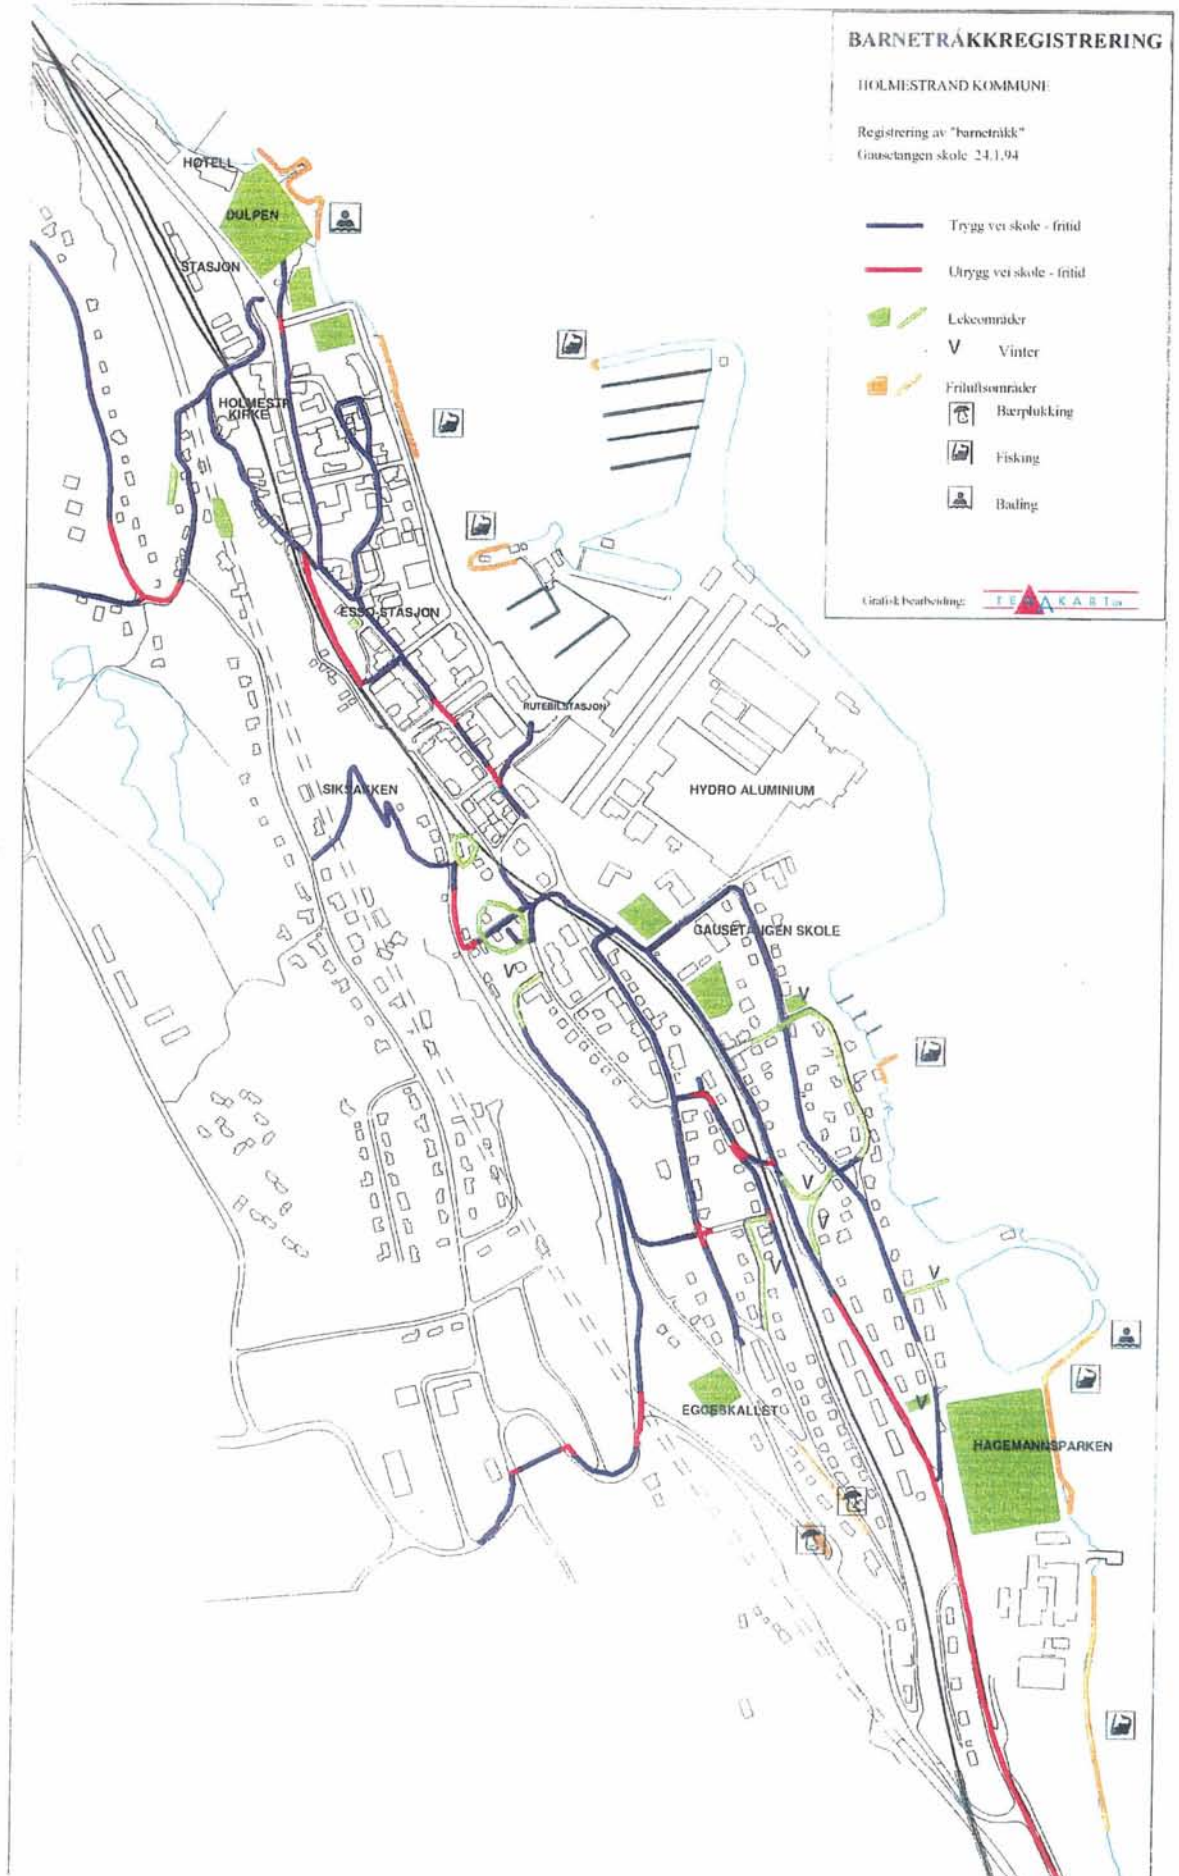 BARNETRÅKKREGISTRERING
HOLMESTRAND KOMMUNE
Registrering av "barnetråkk"
Gausetangen skole 24.1.94
Trygg vei skole - fritid
Utrygg vei skole - fritid
Lekeområder
V Vinter
Friluftsområder
Bærplukking
Fisking
Bading
Grafisk bearbeiding:
HOTELL
DULPEN
STASJON
HOLMESTR
KIRKE
ESSO-STASJON
RUTEBILSTASJON
SIKSAKKEN
HYDRO ALUMINIUM
GAUSETANGEN SKOLE
V
V
V
V
V
V
V
EGGESKALLET
HAGEMANNSPARKEN